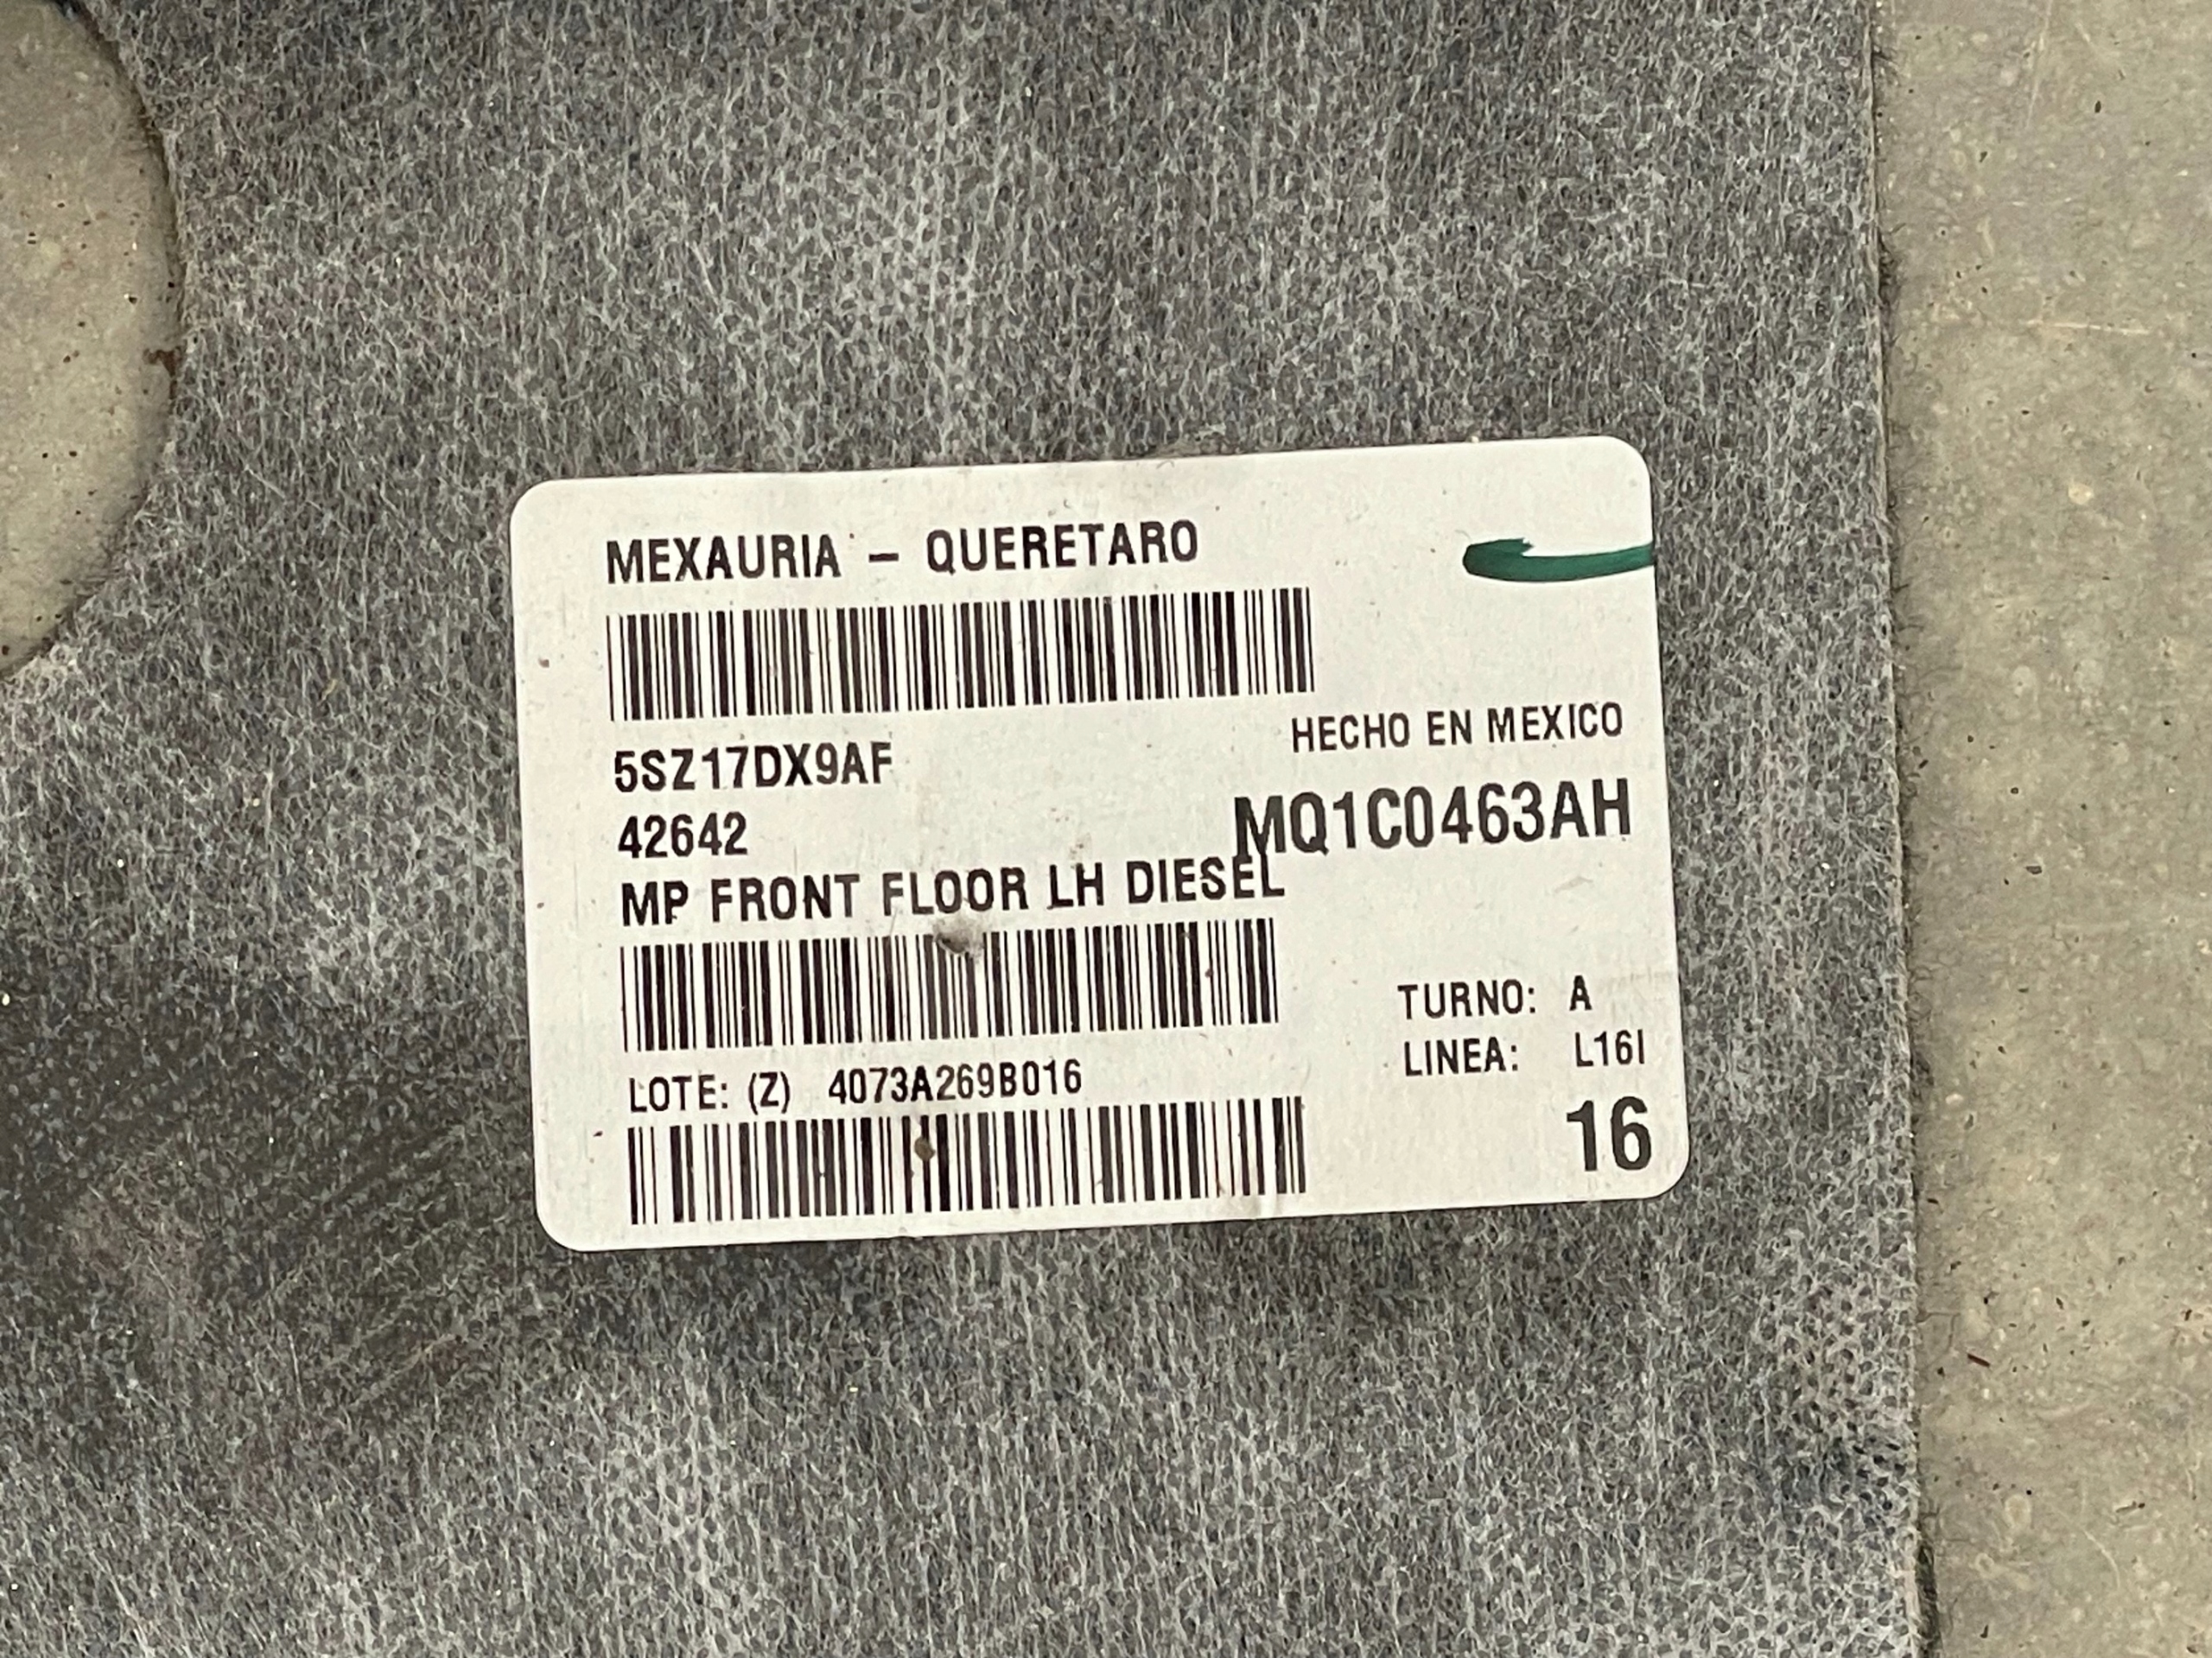 MEXAURIA - QUERETARO
5SZ17DX9AF
HECHO EN MEXICO
42642
MQ1C0463AH
MP FRONT FLOOR LH DIESEL
TURNO: A
LINEA: L16I
LOTE: (Z) 4073A269B016
16